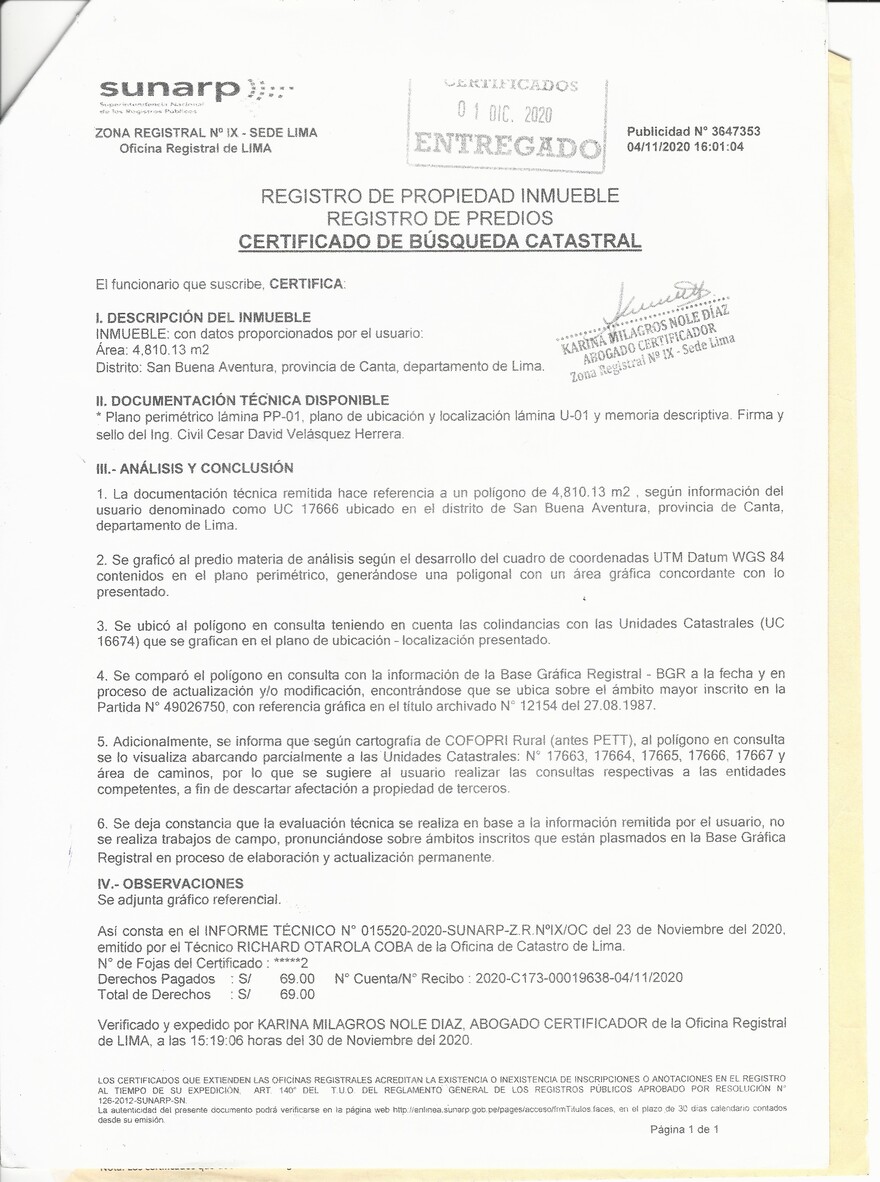 sunarp
Superintendencia Nacional
de los Registros Públicos
ZONA REGISTRAL Nº IX - SEDE LIMA
Oficina Registral de LIMA
CERTIFICADOS
01 DIC. 2020
ENTREGADO
Publicidad N° 3647353
04/11/2020 16:01:04
REGISTRO DE PROPIEDAD INMUEBLE
REGISTRO DE PREDIOS
CERTIFICADO DE BÚSQUEDA CATASTRAL
El funcionario que suscribe, CERTIFICA:
I. DESCRIPCIÓN DEL INMUEBLE
INMUEBLE: con datos proporcionados por el usuario:
Área: 4,810.13 m2
Distrito: San Buena Aventura, provincia de Canta, departamento de Lima.
KARINA MILAGROS NOLE DIAZ
ABOGADO CERTIFICADOR
Zona Registral Nº IX - Sede Lima
II. DOCUMENTACIÓN TÉCNICA DISPONIBLE
* Plano perimétrico lámina PP-01, plano de ubicación y localización lámina U-01 y memoria descriptiva. Firma y
sello del Ing. Civil Cesar David Velásquez Herrera.
III.- ANÁLISIS Y CONCLUSIÓN
1. La documentación técnica remitida hace referencia a un polígono de 4,810.13 m2 , según información del
usuario denominado como UC 17666 ubicado en el distrito de San Buena Aventura, provincia de Canta,
departamento de Lima.
2. Se graficó al predio materia de análisis según el desarrollo del cuadro de coordenadas UTM Datum WGS 84
contenidos en el plano perimétrico, generándose una poligonal con un área gráfica concordante con lo
presentado.
3. Se ubicó al polígono en consulta teniendo en cuenta las colindancias con las Unidades Catastrales (UC
16674) que se grafican en el plano de ubicación - localización presentado.
4. Se comparó el polígono en consulta con la información de la Base Gráfica Registral - BGR a la fecha y en
proceso de actualización y/o modificación, encontrándose que se ubica sobre el ámbito mayor inscrito en la
Partida N° 49026750, con referencia gráfica en el título archivado N° 12154 del 27.08.1987.
5. Adicionalmente, se informa que según cartografía de COFOPRI Rural (antes PETT), al polígono en consulta
se lo visualiza abarcando parcialmente a las Unidades Catastrales: N° 17663, 17664, 17665, 17666, 17667 y
área de caminos, por lo que se sugiere al usuario realizar las consultas respectivas a las entidades
competentes, a fin de descartar afectación a propiedad de terceros.
6. Se deja constancia que la evaluación técnica se realiza en base a la información remitida por el usuario, no
se realiza trabajos de campo, pronunciándose sobre ámbitos inscritos que están plasmados en la Base Gráfica
Registral en proceso de elaboración y actualización permanente.
IV.- OBSERVACIONES
Se adjunta gráfico referencial.
Así consta en el INFORME TÉCNICO N° 015520-2020-SUNARP-Z.R.NºIX/OC del 23 de Noviembre del 2020,
emitido por el Técnico RICHARD OTAROLA COBA de la Oficina de Catastro de Lima.
N° de Fojas del Certificado : *****2
Derechos Pagados : S/ 69.00 N° Cuenta/N° Recibo : 2020-C173-00019638-04/11/2020
Total de Derechos : S/ 69.00
Verificado y expedido por KARINA MILAGROS NOLE DIAZ, ABOGADO CERTIFICADOR de la Oficina Registral
de LIMA, a las 15:19:06 horas del 30 de Noviembre del 2020.
LOS CERTIFICADOS QUE EXTIENDEN LAS OFICINAS REGISTRALES ACREDITAN LA EXISTENCIA O INEXISTENCIA DE INSCRIPCIONES O ANOTACIONES EN EL REGISTRO
AL TIEMPO DE SU EXPEDICIÓN. ART. 140° DEL T.U.O DEL REGLAMENTO GENERAL DE LOS REGISTROS PÚBLICOS APROBADO POR RESOLUCIÓN N°
126-2012-SUNARP-SN.
La autenticidad del presente documento podrá verificarse en la página web http://enlinea.sunarp.gob.pe/pages/acceso/frmTitulos.faces, en el plazo de 30 días calendario contados
desde su emisión.
Página 1 de 1